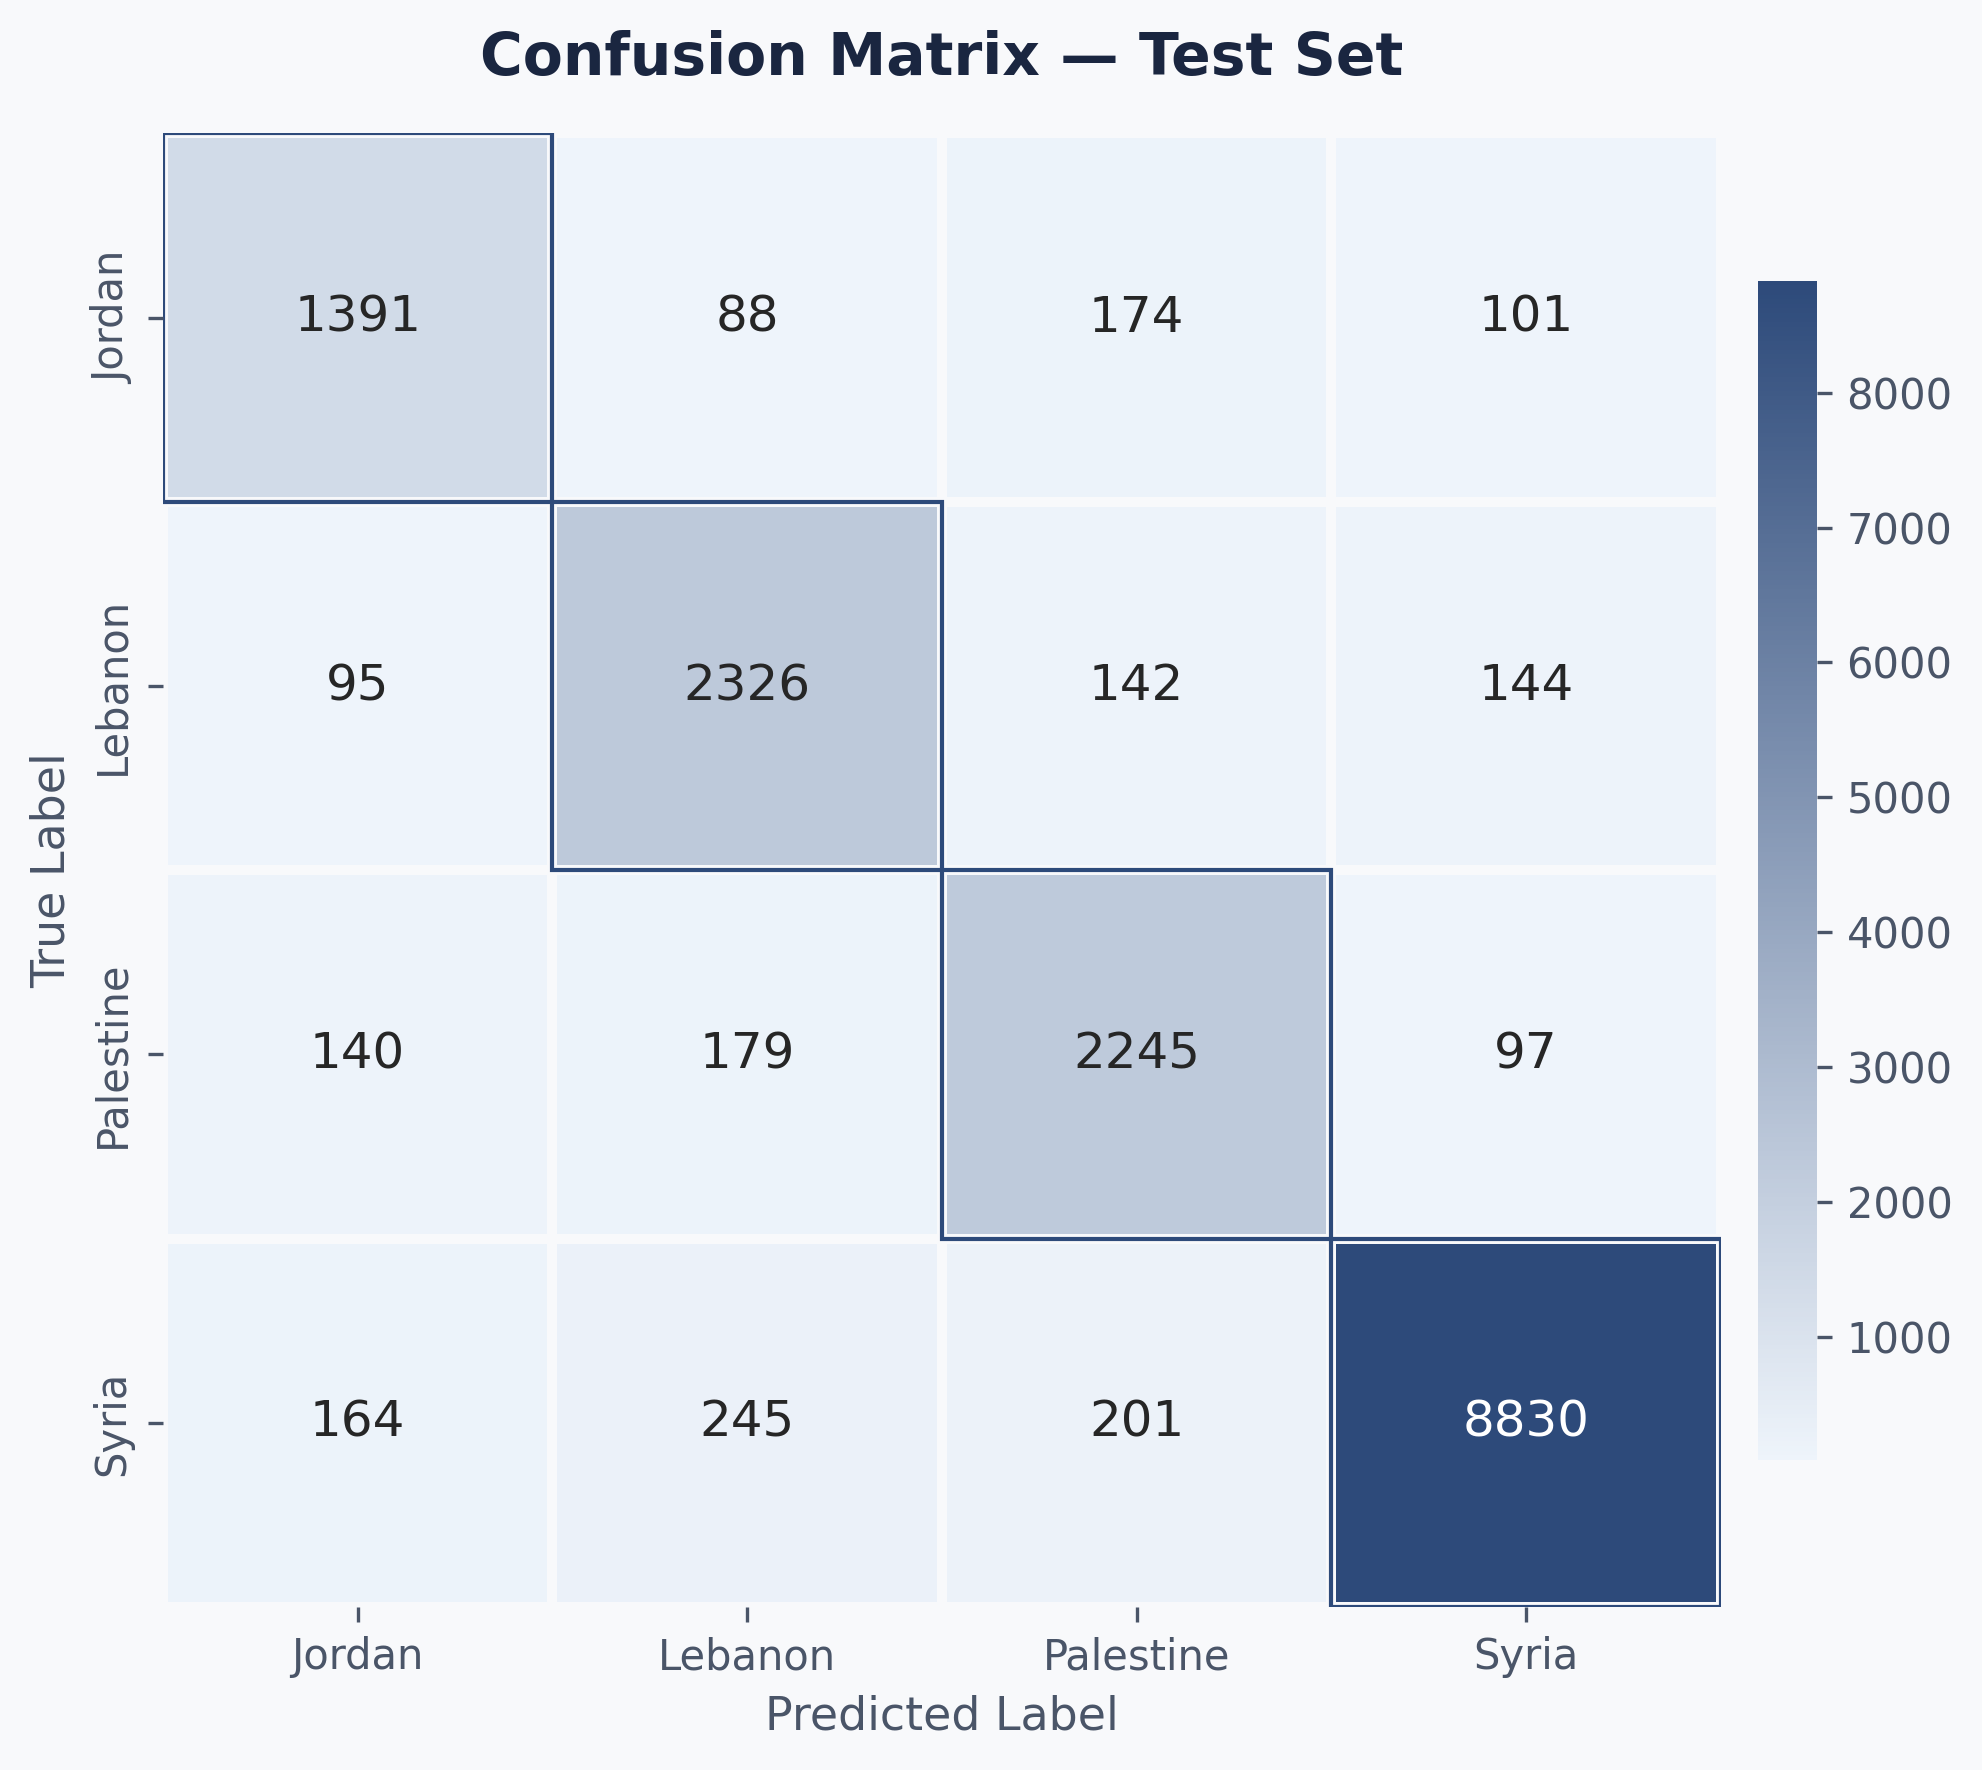 Confusion Matrix — Test Set
True Label
Jordan 1391 88 174 101
Lebanon 95 2326 142 144
Palestine 140 179 2245 97
Syria 164 245 201 8830
Jordan Lebanon Palestine Syria
Predicted Label
8000
7000
6000
5000
4000
3000
2000
1000